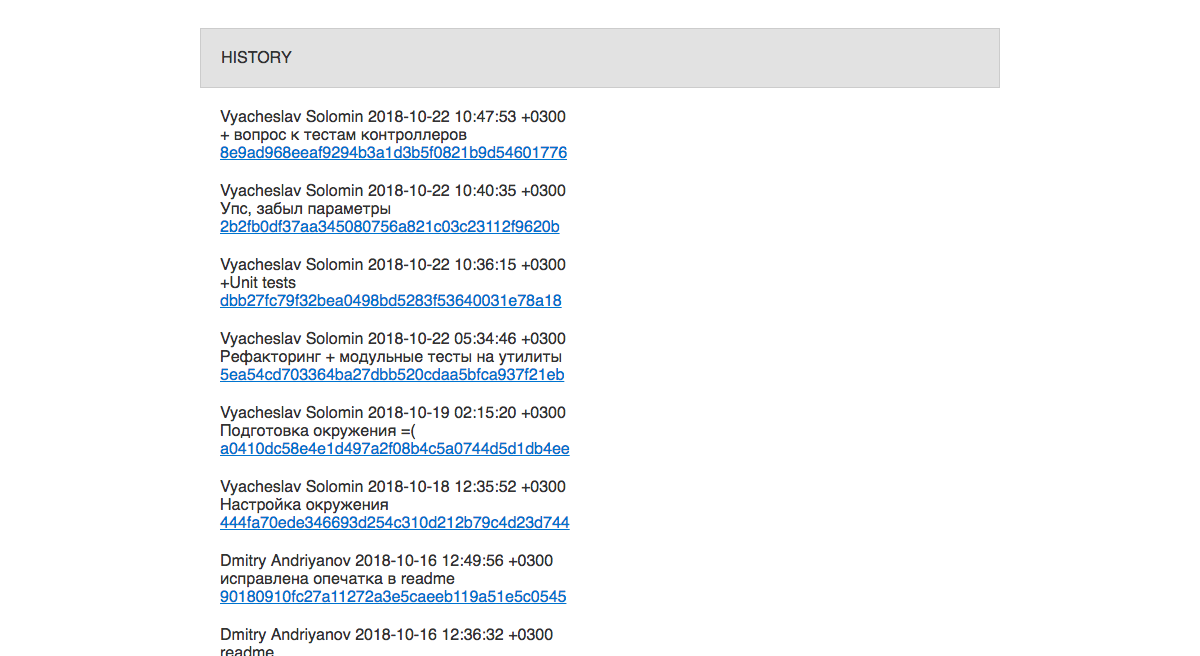 HISTORY
Vyacheslav Solomin 2018-10-22 10:47:53 +0300
+ вопрос к тестам контроллеров
8e9ad968eeaf9294b3a1d3b5f0821b9d54601776
Vyacheslav Solomin 2018-10-22 10:40:35 +0300
Упс, забыл параметры
2b2fb0df37aa345080756a821c03c23112f9620b
Vyacheslav Solomin 2018-10-22 10:36:15 +0300
+Unit tests
dbb27fc79f32bea0498bd5283f53640031e78a18
Vyacheslav Solomin 2018-10-22 05:34:46 +0300
Рефакторинг + модульные тесты на утилиты
5ea54cd703364ba27dbb520cdaa5bfca937f21eb
Vyacheslav Solomin 2018-10-19 02:15:20 +0300
Подготовка окружения =(
a0410dc58e4e1d497a2f08b4c5a0744d5d1db4ee
Vyacheslav Solomin 2018-10-18 12:35:52 +0300
Настройка окружения
444fa70ede346693d254c310d212b79c4d23d744
Dmitry Andriyanov 2018-10-16 12:49:56 +0300
исправлена опечатка в readme
90180910fc27a11272a3e5caeeb119a51e5c0545
Dmitry Andriyanov 2018-10-16 12:36:32 +0300
readme